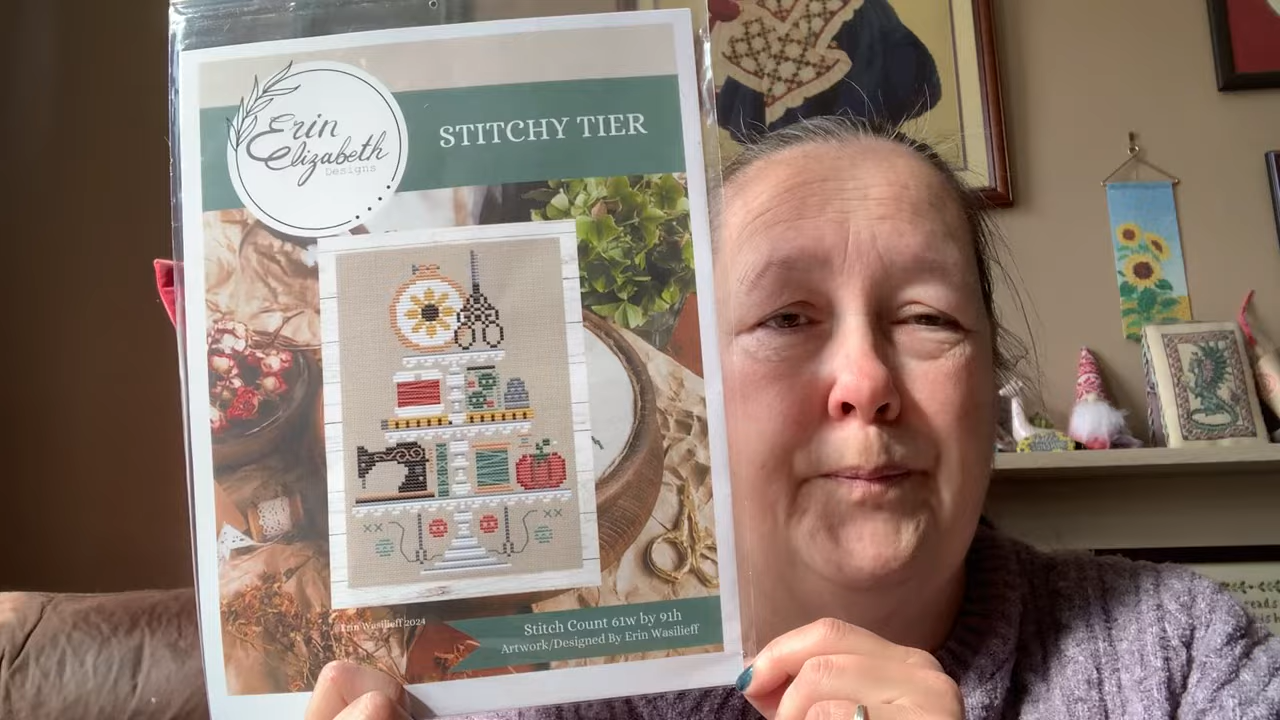 Erin
Elizabeth
Designs
STITCHY TIER
Erin Wasilieff 2024
Stitch Count 61w by 91h
Artwork/Designed By Erin Wasilieff